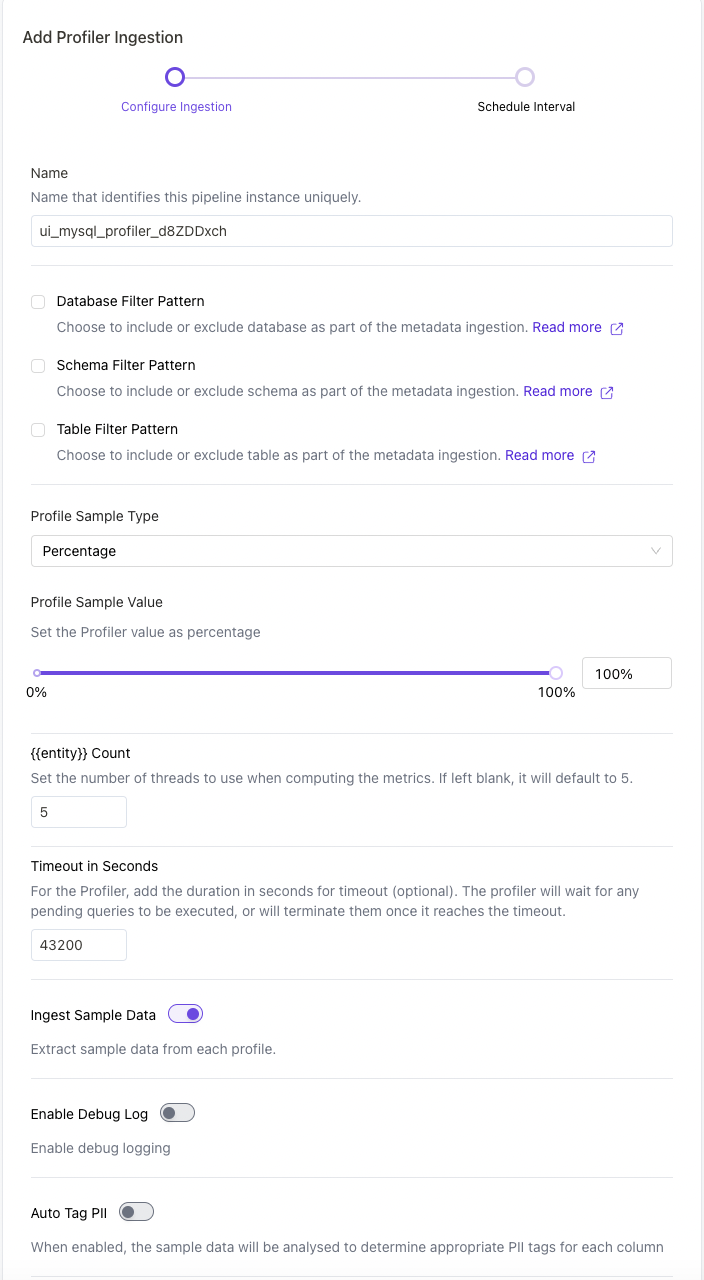 Add Profiler Ingestion
Configure Ingestion
Schedule Interval
Name
Name that identifies this pipeline instance uniquely.
ui_mysql_profiler_d8ZDDxch
Database Filter Pattern
Choose to include or exclude database as part of the metadata ingestion. Read more
Schema Filter Pattern
Choose to include or exclude schema as part of the metadata ingestion. Read more
Table Filter Pattern
Choose to include or exclude table as part of the metadata ingestion. Read more
Profile Sample Type
Percentage
Profile Sample Value
Set the Profiler value as percentage
100%
0%
100%
{{entity}} Count
Set the number of threads to use when computing the metrics. If left blank, it will default to 5.
5
Timeout in Seconds
For the Profiler, add the duration in seconds for timeout (optional). The profiler will wait for any
pending queries to be executed, or will terminate them once it reaches the timeout.
43200
Ingest Sample Data
Extract sample data from each profile.
Enable Debug Log
Enable debug logging
Auto Tag PII
When enabled, the sample data will be analysed to determine appropriate PII tags for each column